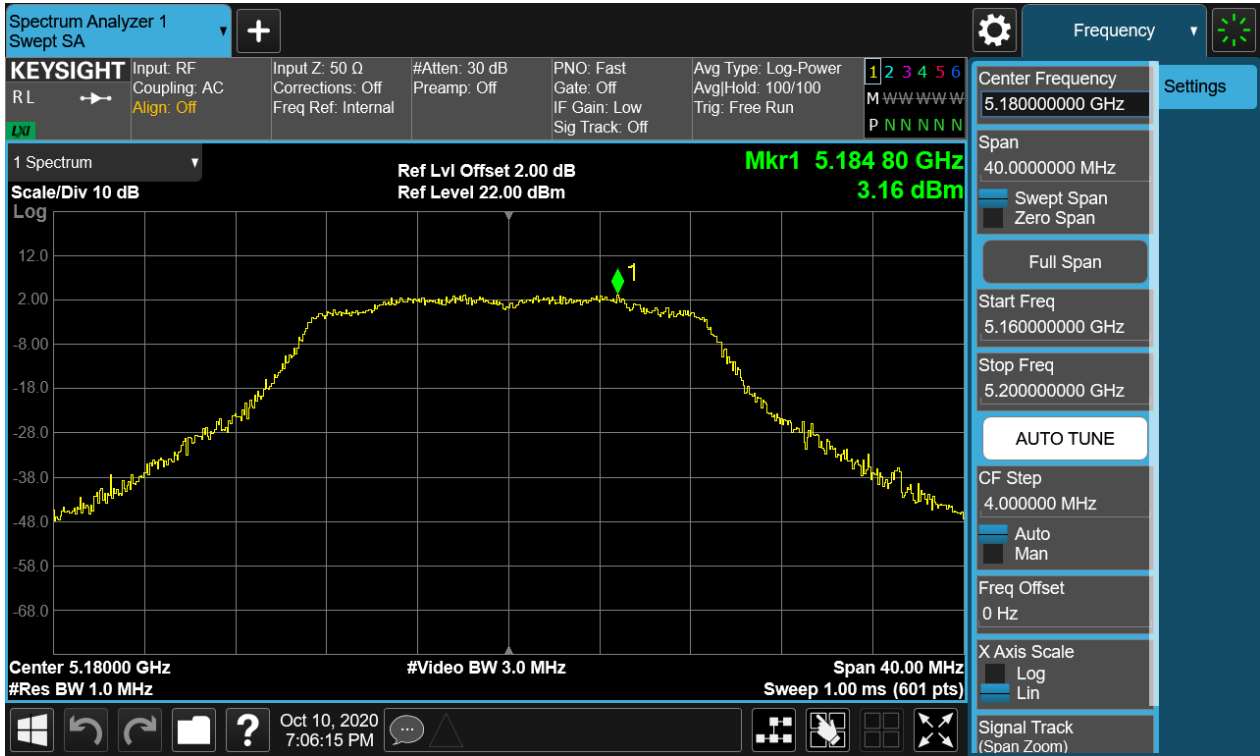 Spectrum Analyzer 1
Swept SA
Frequency
KEYSIGHT
R L
LXI
Input: RF
Coupling: AC
Align: Off
Input Z: 50 Ω
Corrections: Off
Freq Ref: Internal
#Atten: 30 dB
Preamp: Off
PNO: Fast
Gate: Off
IF Gain: Low
Sig Track: Off
Avg Type: Log-Power
Avg|Hold: 100/100
Trig: Free Run
1 2 3 4 5 6
M W W W W W
P N N N N N
1 Spectrum
Scale/Div 10 dB
Ref Lvl Offset 2.00 dB
Ref Level 22.00 dBm
Mkr1 5.184 80 GHz
3.16 dBm
Log
12.0
2.00
-8.00
-18.0
-28.0
-38.0
-48.0
-58.0
-68.0
1
Center 5.18000 GHz
#Res BW 1.0 MHz
#Video BW 3.0 MHz
Span 40.00 MHz
Sweep 1.00 ms (601 pts)
Oct 10, 2020
7:06:15 PM
Center Frequency
5.180000000 GHz
Span
40.0000000 MHz
Swept Span
Zero Span
Full Span
Start Freq
5.160000000 GHz
Stop Freq
5.200000000 GHz
AUTO TUNE
CF Step
4.000000 MHz
Auto
Man
Freq Offset
0 Hz
X Axis Scale
Log
Lin
Signal Track
(Span Zoom)
Settings